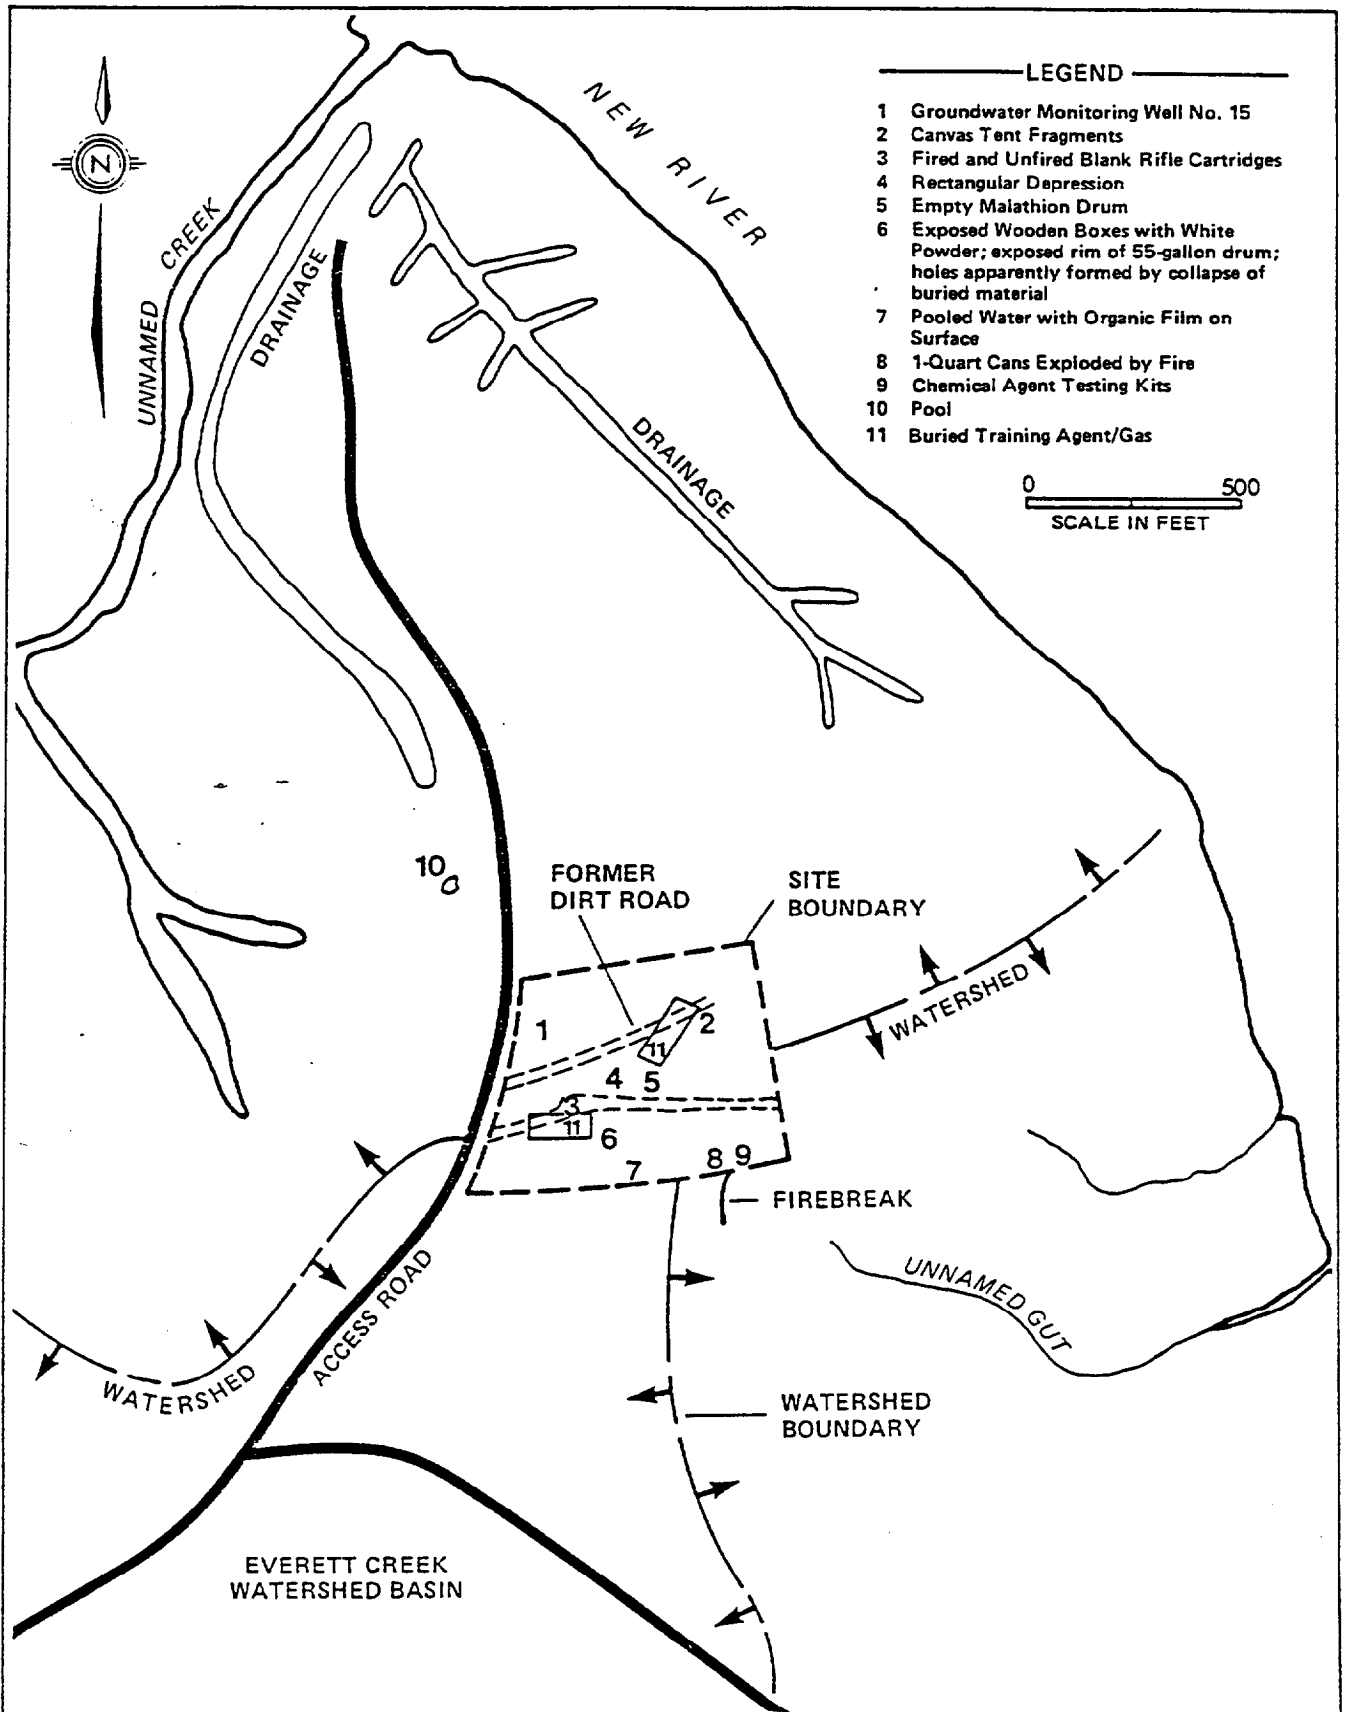 LEGEND
1 Groundwater Monitoring Well No. 15
2 Canvas Tent Fragments
3 Fired and Unfired Blank Rifle Cartridges
4 Rectangular Depression
5 Empty Malathion Drum
6 Exposed Wooden Boxes with White
Powder; exposed rim of 55-gallon drum;
holes apparently formed by collapse of
buried material
7 Pooled Water with Organic Film on
Surface
8 1-Quart Cans Exploded by Fire
9 Chemical Agent Testing Kits
10 Pool
11 Buried Training Agent/Gas
0 500
SCALE IN FEET
N
NEW RIVER
UNNAMED CREEK
DRAINAGE
DRAINAGE
10
FORMER
DIRT ROAD
SITE
BOUNDARY
WATERSHED
1
2
11
4
5
3
11
6
7
8
9
FIREBREAK
UNNAMED GUT
ACCESS ROAD
WATERSHED
WATERSHED
BOUNDARY
EVERETT CREEK
WATERSHED BASIN